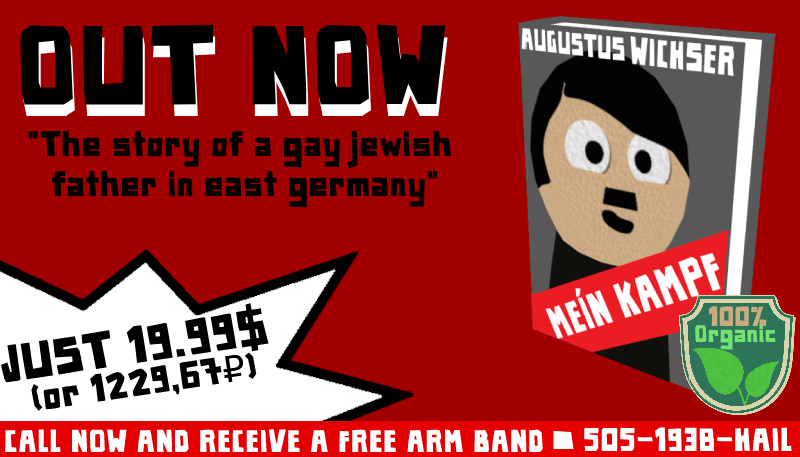 OUT NOW
"The story of a gay jewish
father in east germany"
AUGUSTUS WICHSER
MEÍN KAMPF
100%
Organic
JUST 19.99$
(or 1229,67₽)
CALL NOW AND RECEIVE A FREE ARM BAND ■ 505-1938-HAIL